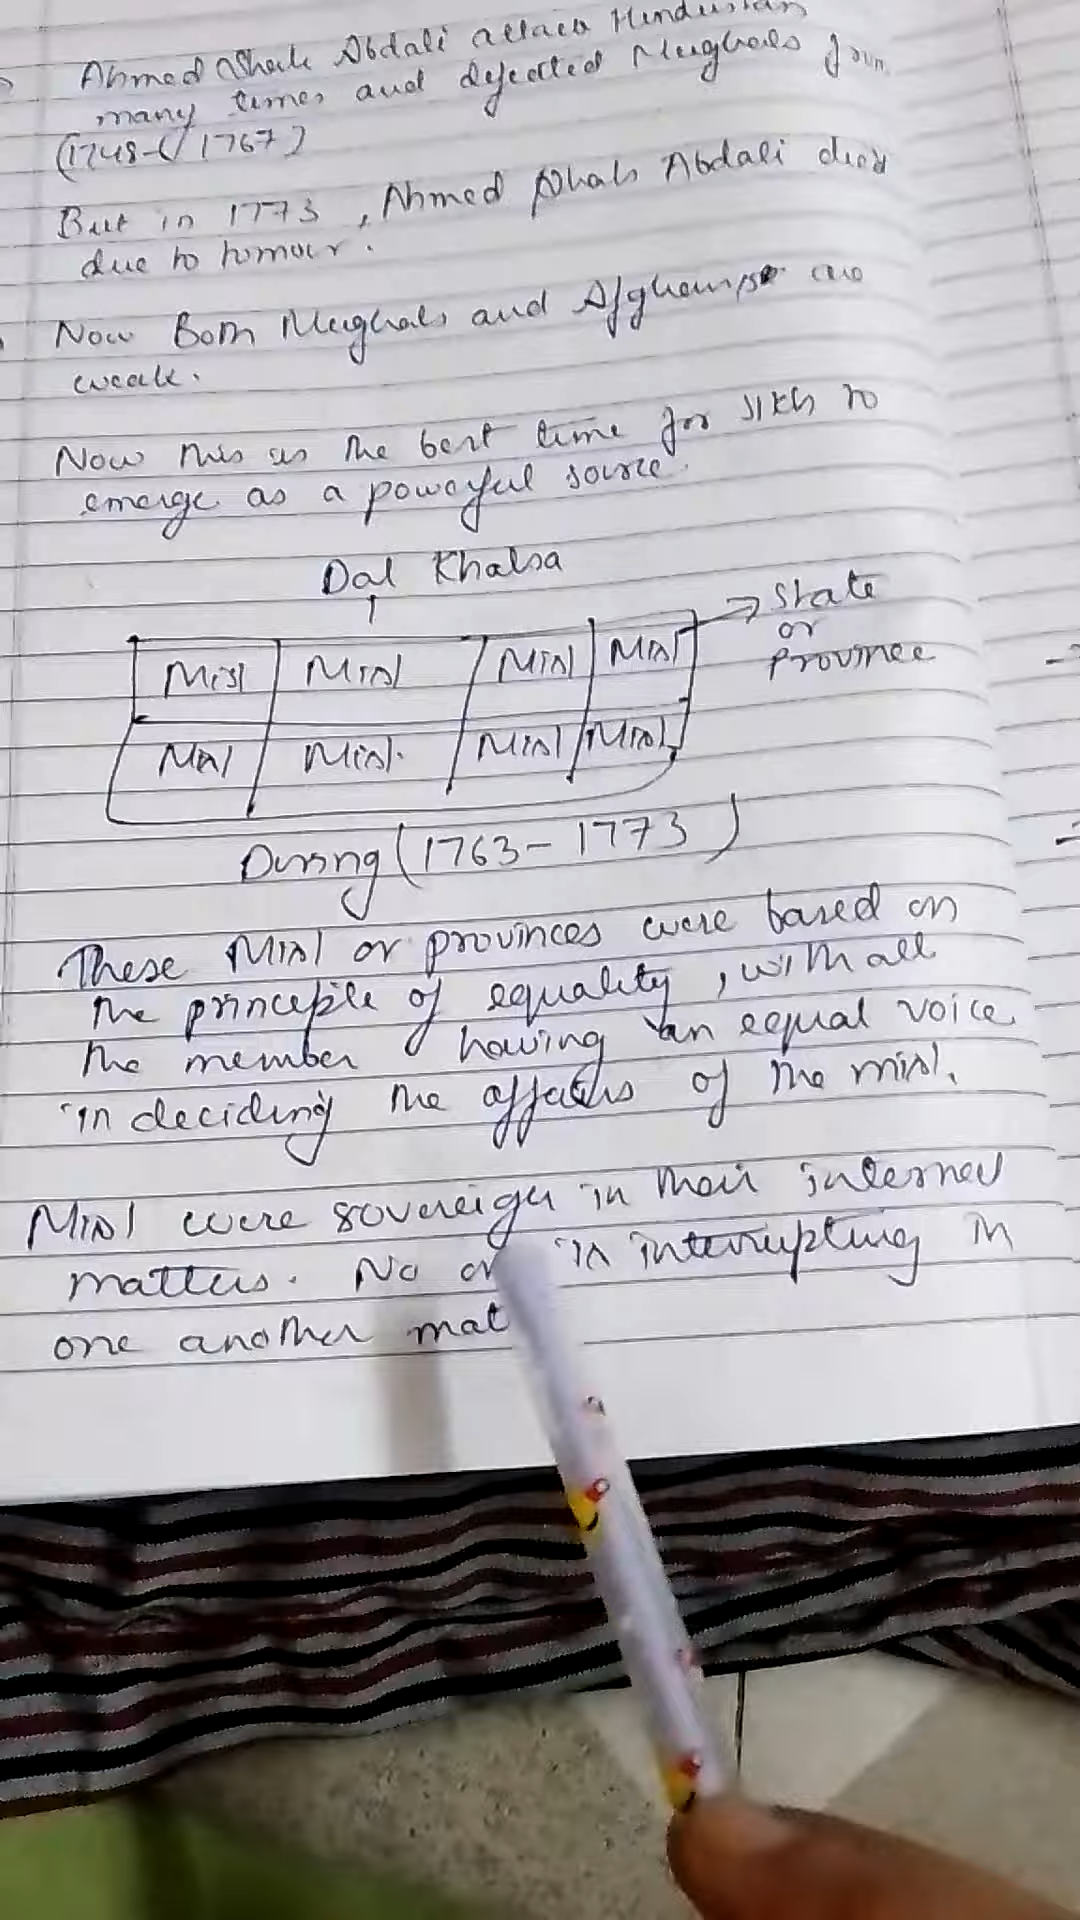 Ahmed Shah Abdali attack Hindustan
many times and defected Mughals from
(1748-1767)
But in 1773, Ahmed Shah Abdali died
due to tumour.
Now Both Mughals and Afghans are
weak.
Now this is the best time for sikh to
emerge as a powerful source.
Dal Khalsa
State
or
Province
Misl Misl Misl Misl
Misl Misl. Misl Misl
During (1763-1773)
These Misl or provinces were based on
the principle of equality, with all
the member having an equal voice
in deciding the affairs of the misl.
Misl were sovereign in their internal
matters. No in interrupting in
one another